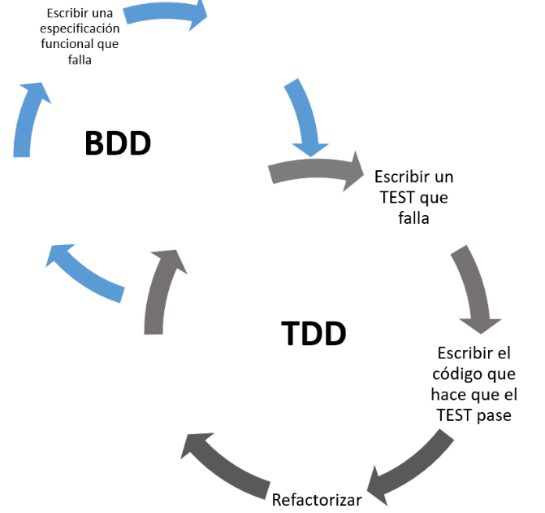 Escribir una
especificación
funcional que
falla
BDD
Escribir un
TEST que
falla
TDD
Escribir el
código que
hace que el
TEST pase
Refactorizar